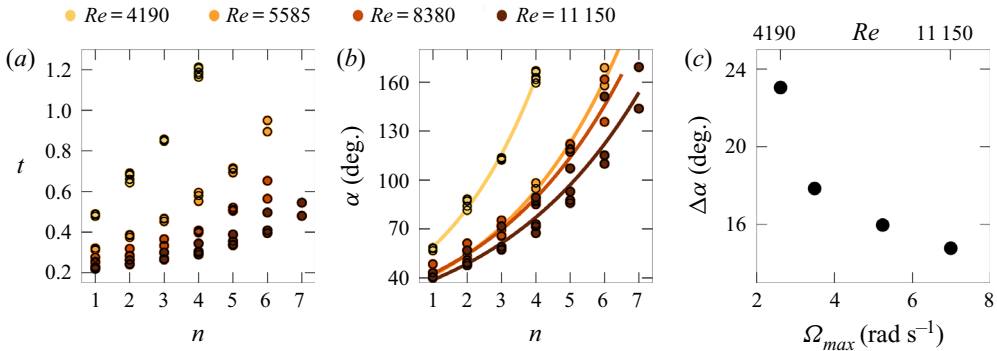 Re = 4190 Re = 5585 Re = 8380 Re = 11 150
(a) (b) (c)
4190 Re 11 150
1.2
1.0
0.8
0.6
0.4
0.2
t
1 2 3 4 5 6 7
n
160
130
100
70
40
α (deg.)
1 2 3 4 5 6 7
n
24
20
16
12
Δα (deg.)
2 4 6 8
Ωmax (rad s⁻¹)